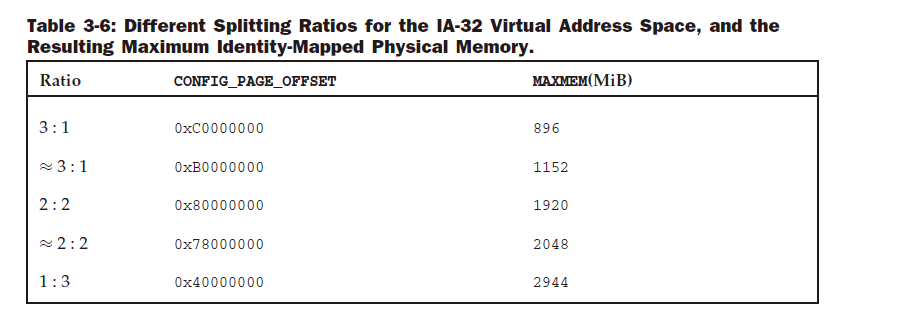 Table 3-6: Different Splitting Ratios for the IA-32 Virtual Address Space, and the
Resulting Maximum Identity-Mapped Physical Memory.
Ratio CONFIG_PAGE_OFFSET MAXMEM(MiB)
3 : 1 0xC0000000 896
≈ 3 : 1 0xB0000000 1152
2 : 2 0x80000000 1920
≈ 2 : 2 0x78000000 2048
1 : 3 0x40000000 2944